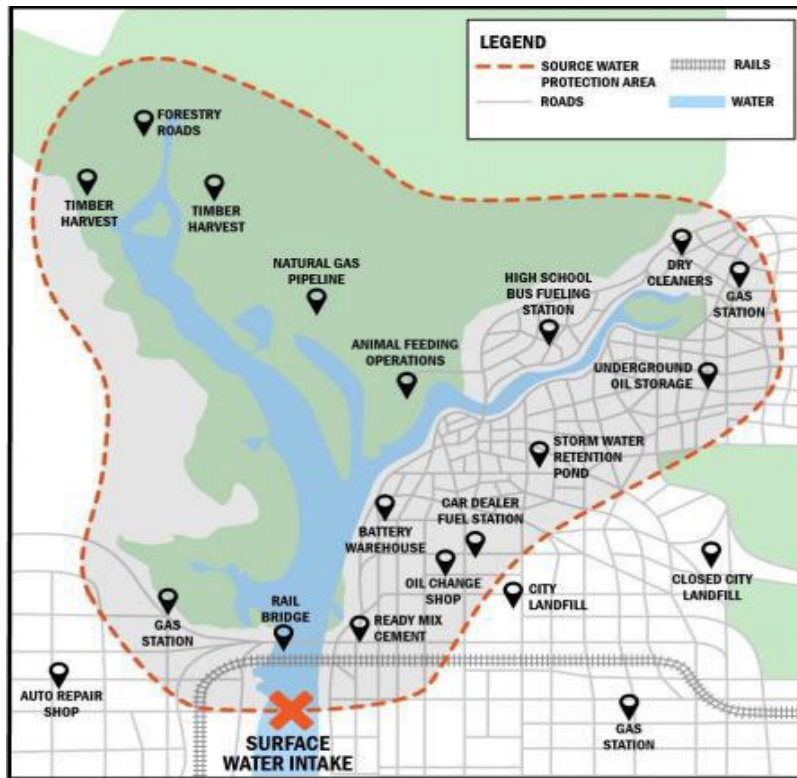 LEGEND
SOURCE WATER
PROTECTION AREA
ROADS
RAILS
WATER
FORESTRY
ROADS
TIMBER
HARVEST
TIMBER
HARVEST
NATURAL GAS
PIPELINE
HIGH SCHOOL
BUS FUELING
STATION
DRY
CLEANERS
GAS
STATION
ANIMAL FEEDING
OPERATIONS
UNDERGROUND
OIL STORAGE
STORM WATER
RETENTION
POND
BATTERY
WAREHOUSE
CAR DEALER
FUEL STATION
OIL CHANGE
SHOP
CITY
LANDFILL
CLOSED CITY
LANDFILL
GAS
STATION
RAIL
BRIDGE
READY MIX
CEMENT
AUTO REPAIR
SHOP
GAS
STATION
SURFACE
WATER INTAKE